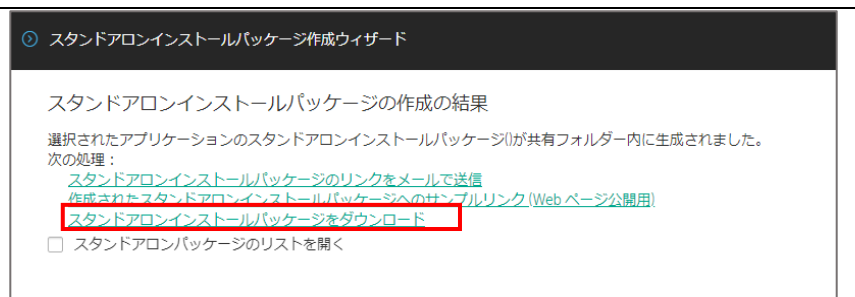 スタンドアロンインストールパッケージ作成ウィザード
スタンドアロンインストールパッケージの作成の結果
選択されたアプリケーションのスタンドアロンインストールパッケージ()が共有フォルダー内に生成されました。
次の処理：
スタンドアロンインストールパッケージのリンクをメールで送信
作成されたスタンドアロンインストールパッケージへのサンプルリンク (Web ページ公開用)
スタンドアロンインストールパッケージをダウンロード
スタンドアロンパッケージのリストを開く